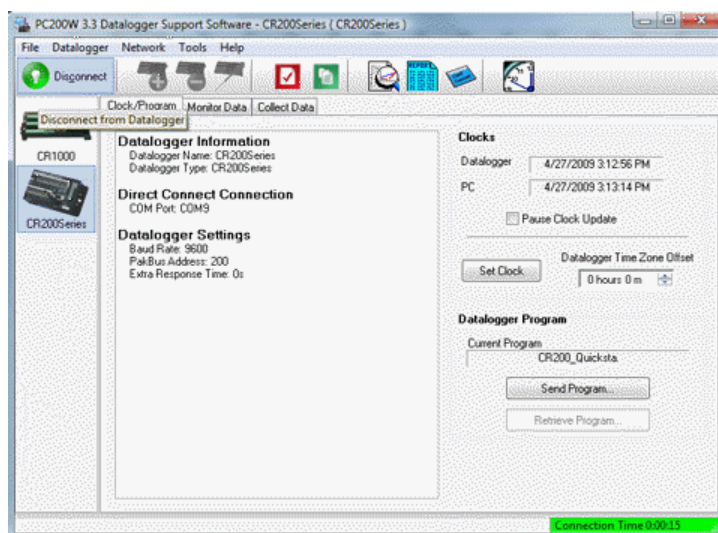 PC200W 3.3 Datalogger Support Software - CR200Series ( CR200Series )
File Datalogger Network Tools Help
Disconnect
REPORT
Clock/Program Monitor Data Collect Data
Disconnect from Datalogger
CR1000
CR200Series
Datalogger Information
Datalogger Name: CR200Series
Datalogger Type: CR200Series
Direct Connect Connection
COM Port: COM9
Datalogger Settings
Baud Rate: 9600
PakBus Address: 200
Extra Response Time: 0s
Clocks
Datalogger 4/27/2009 3:12:56 PM
PC 4/27/2009 3:13:14 PM
Pause Clock Update
Datalogger Time Zone Offset
Set Clock 0 hours 0 m
Datalogger Program
Current Program
CR200_Quicksta.
Send Program...
Retrieve Program...
Connection Time 0:00:15